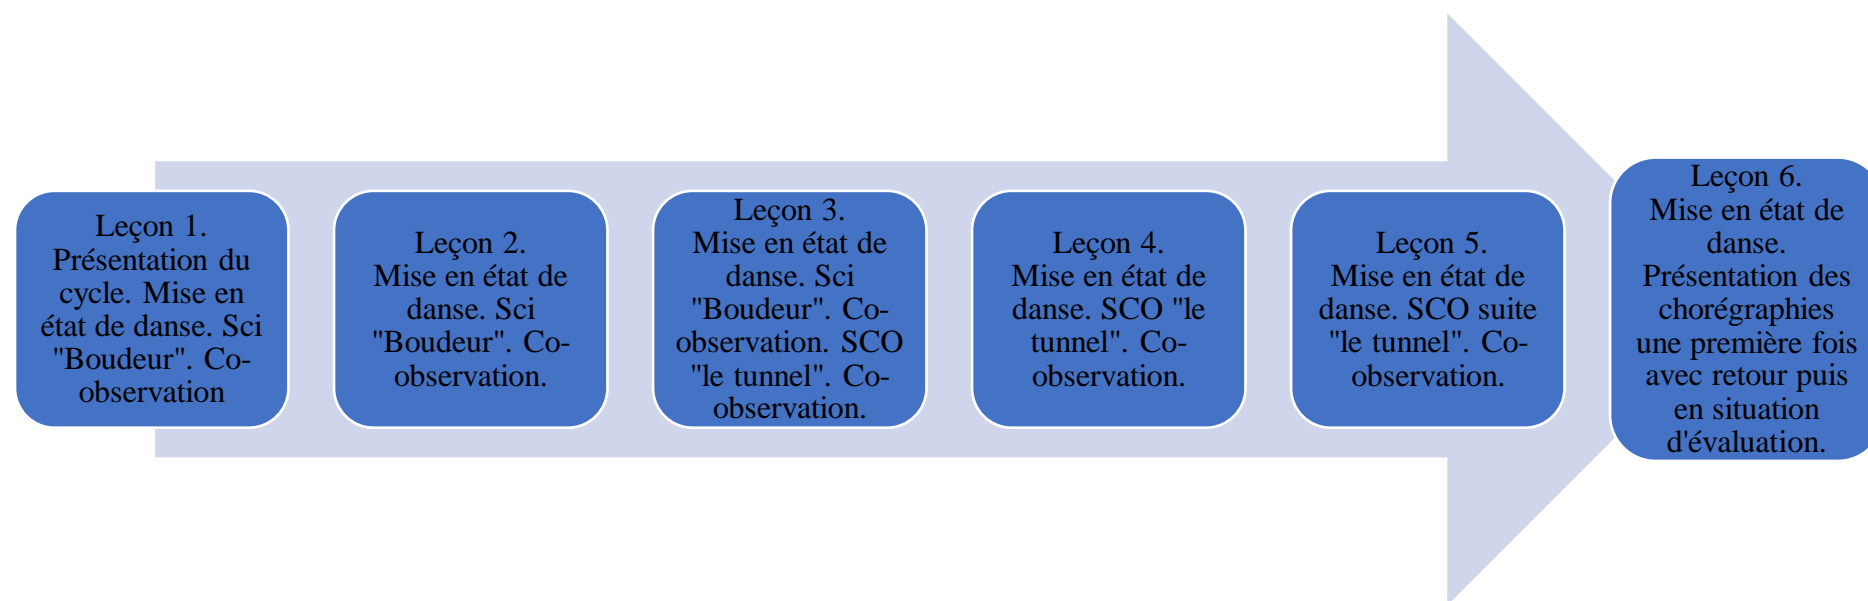 Leçon 1.
Présentation du
cycle. Mise en
état de danse. Sci
"Boudeur". Co-
observation
Leçon 2.
Mise en état de
danse. Sci
"Boudeur". Co-
observation.
Leçon 3.
Mise en état de
danse. Sci
"Boudeur". Co-
observation. SCO
"le tunnel". Co-
observation.
Leçon 4.
Mise en état de
danse. SCO "le
tunnel". Co-
observation.
Leçon 5.
Mise en état de
danse. SCO suite
"le tunnel". Co-
observation.
Leçon 6.
Mise en état de
danse.
Présentation des
chorégraphies
une première fois
avec retour puis
en situation
d'évaluation.